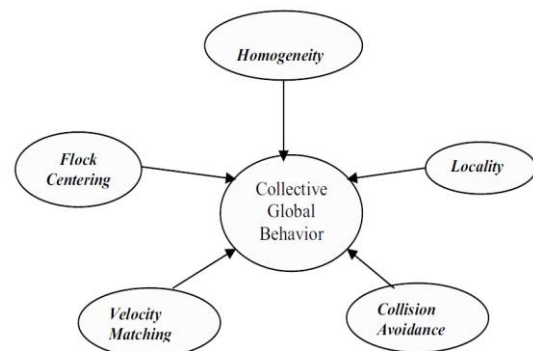 Homogeneity
Flock
Centering
Locality
Collective
Global
Behavior
Velocity
Matching
Collision
Avoidance